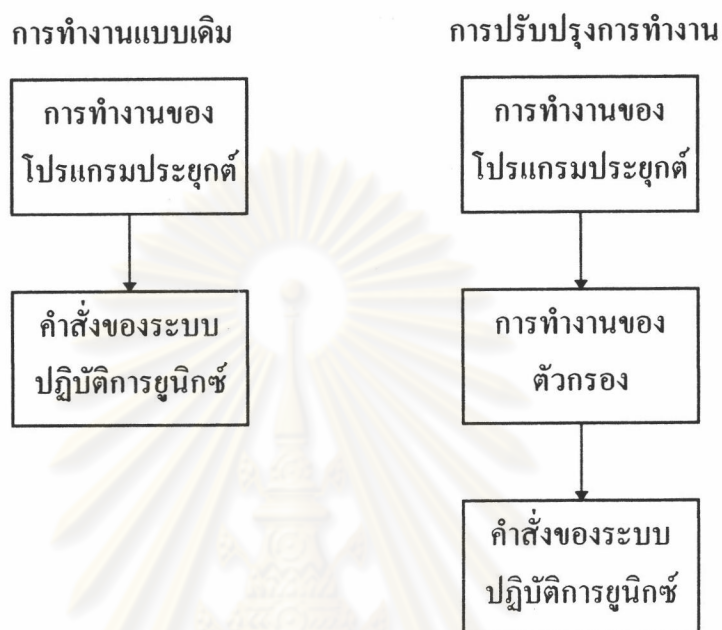 การทำงานแบบเดิม
การทำงานของ
โปรแกรมประยุกต์
คำสั่งของระบบ
ปฏิบัติการยูนิกซ์
การปรับปรุงการทำงาน
การทำงานของ
โปรแกรมประยุกต์
การทำงานของ
ตัวกรอง
คำสั่งของระบบ
ปฏิบัติการยูนิกซ์